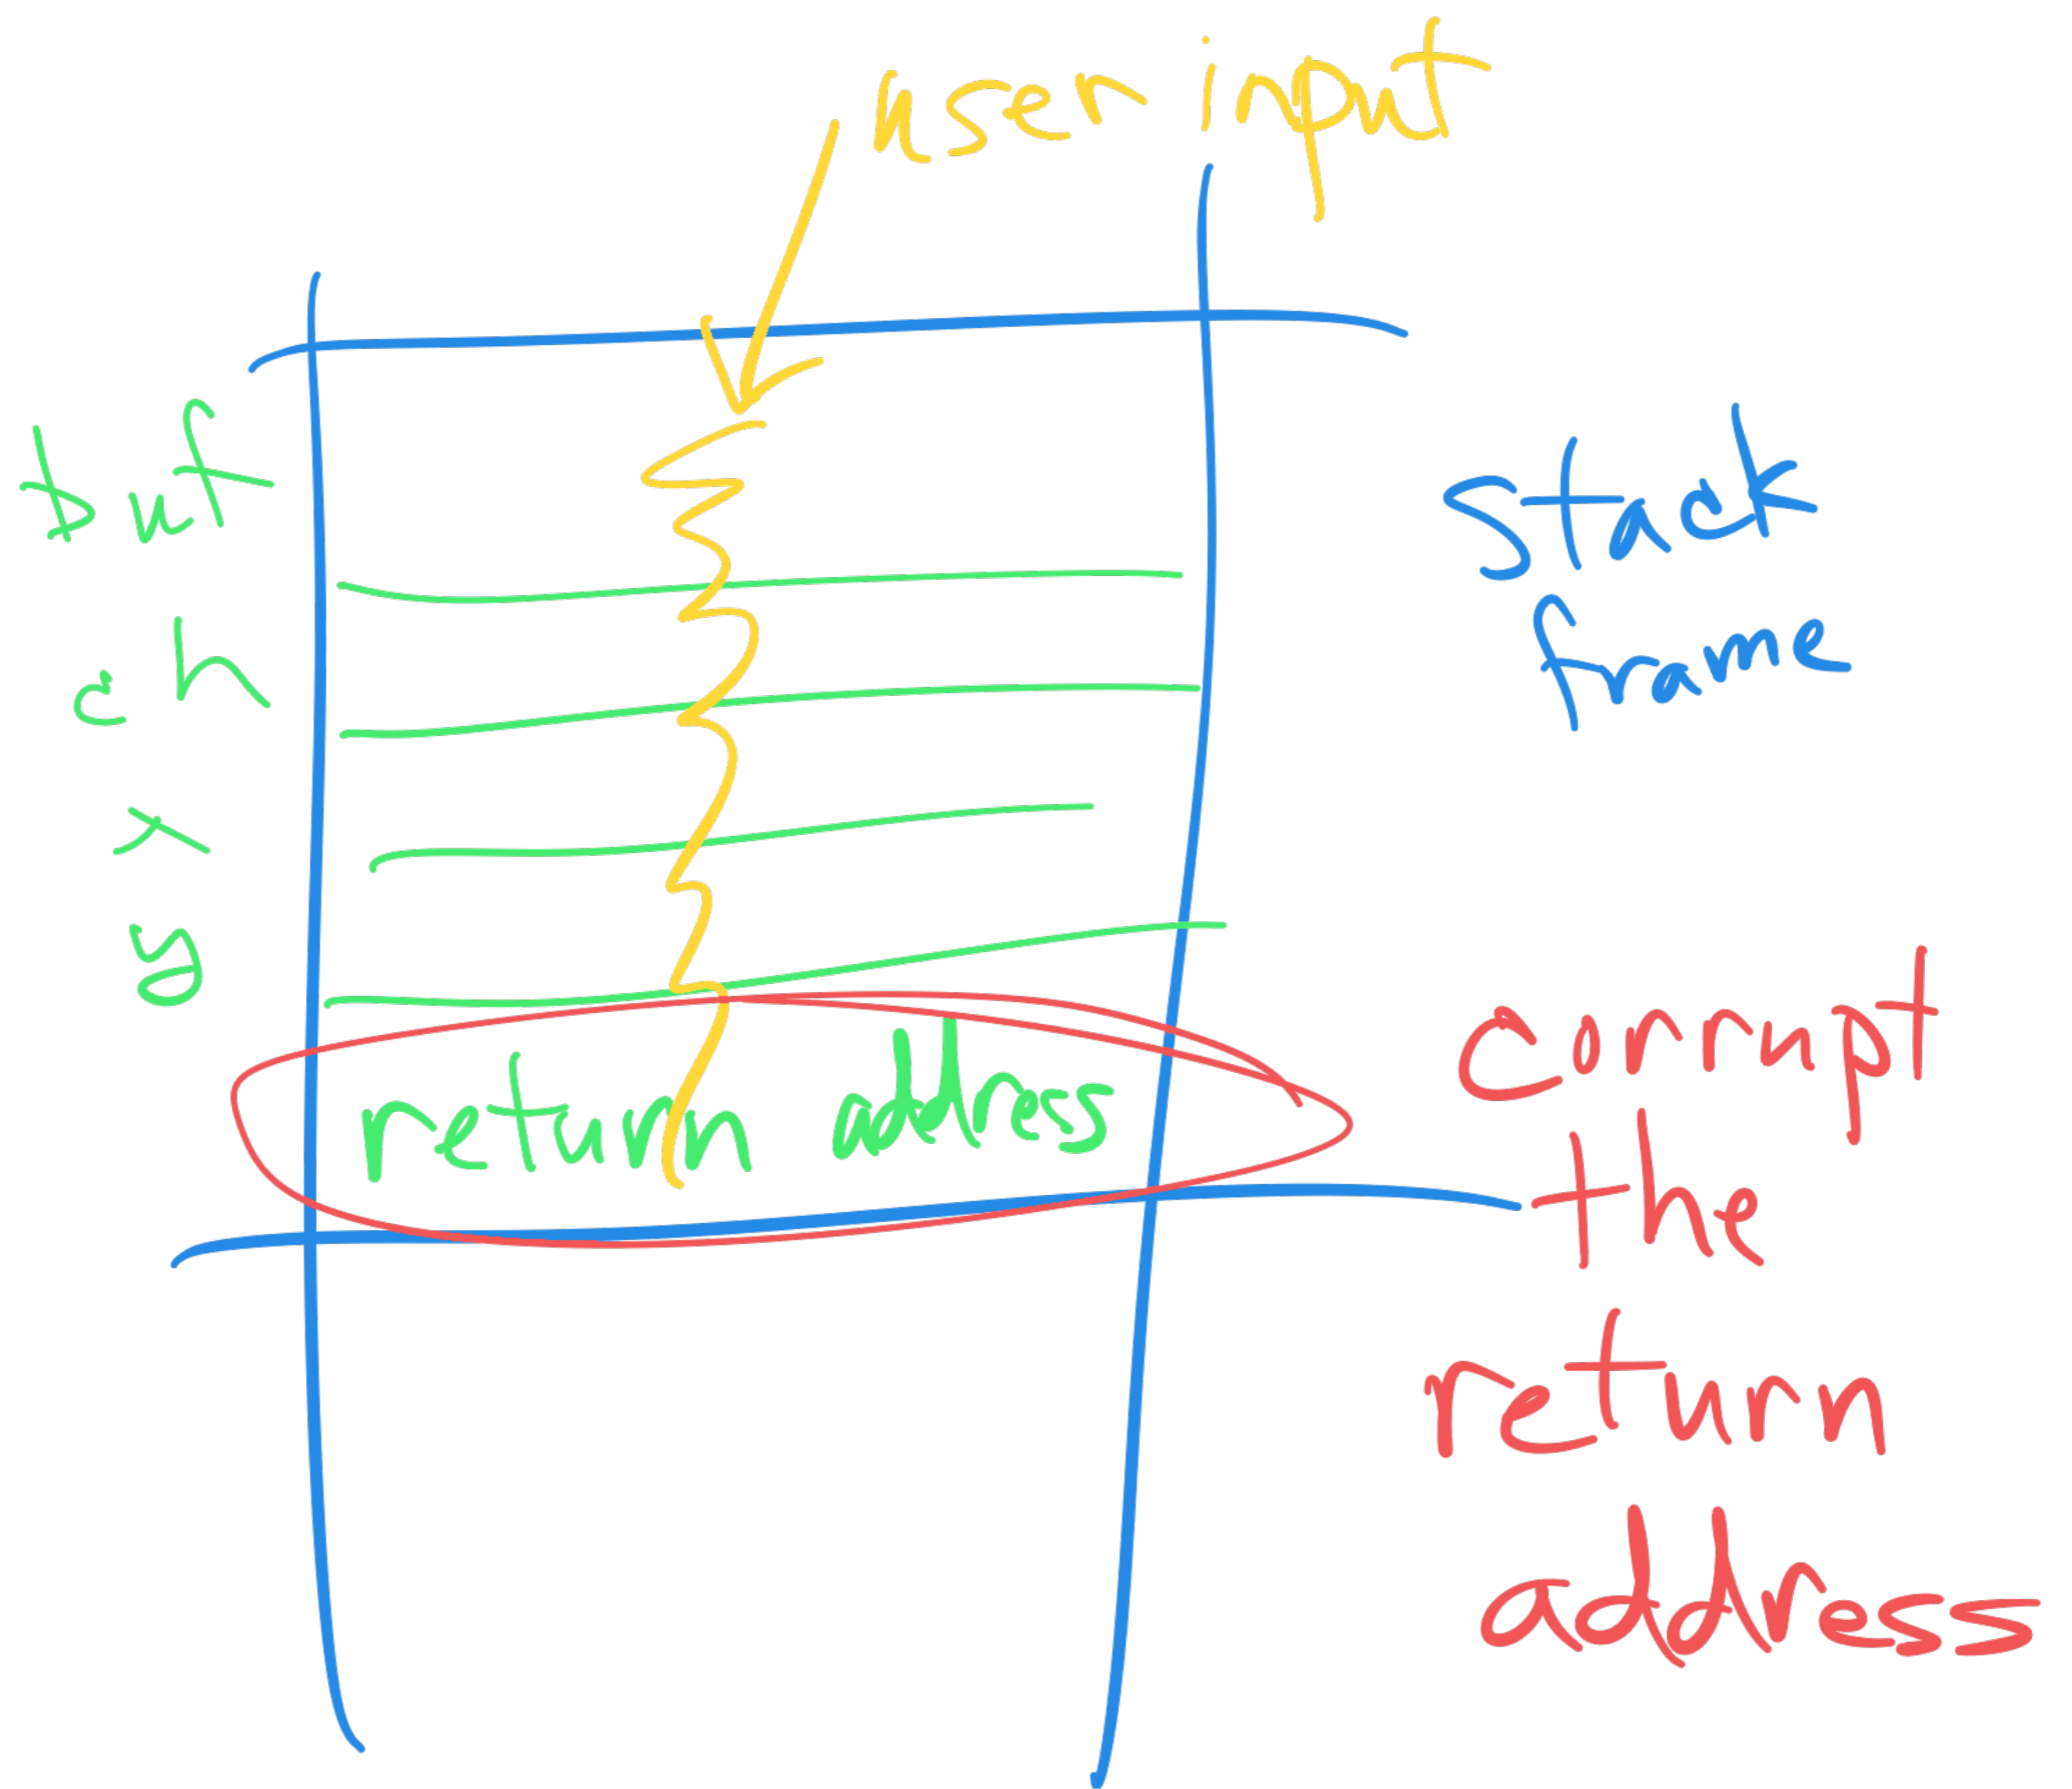 user input
buf
stack
frame
ch
x
y
return address
corrupt
the
return
address